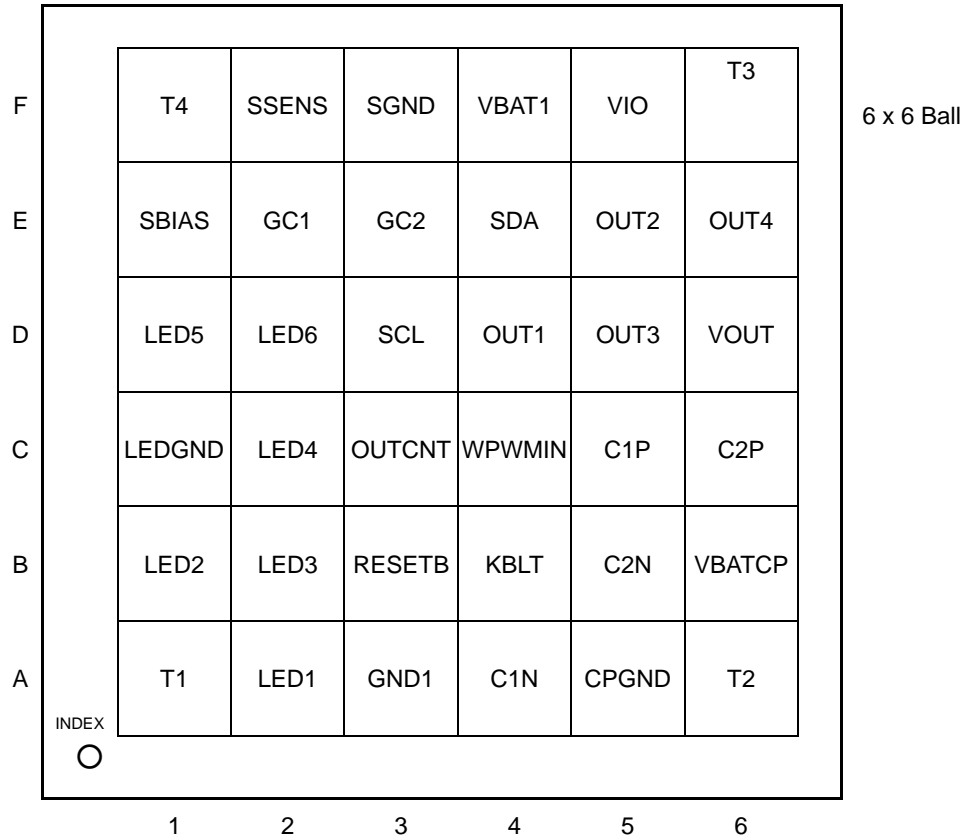 T3
F T4 SSENS SGND VBAT1 VIO
6 x 6 Ball
E SBIAS GC1 GC2 SDA OUT2 OUT4
D LED5 LED6 SCL OUT1 OUT3 VOUT
C LEDGND LED4 OUTCNT WPWMIN C1P C2P
B LED2 LED3 RESETB KBLT C2N VBATCP
A T1 LED1 GND1 C1N CPGND T2
INDEX
1 2 3 4 5 6